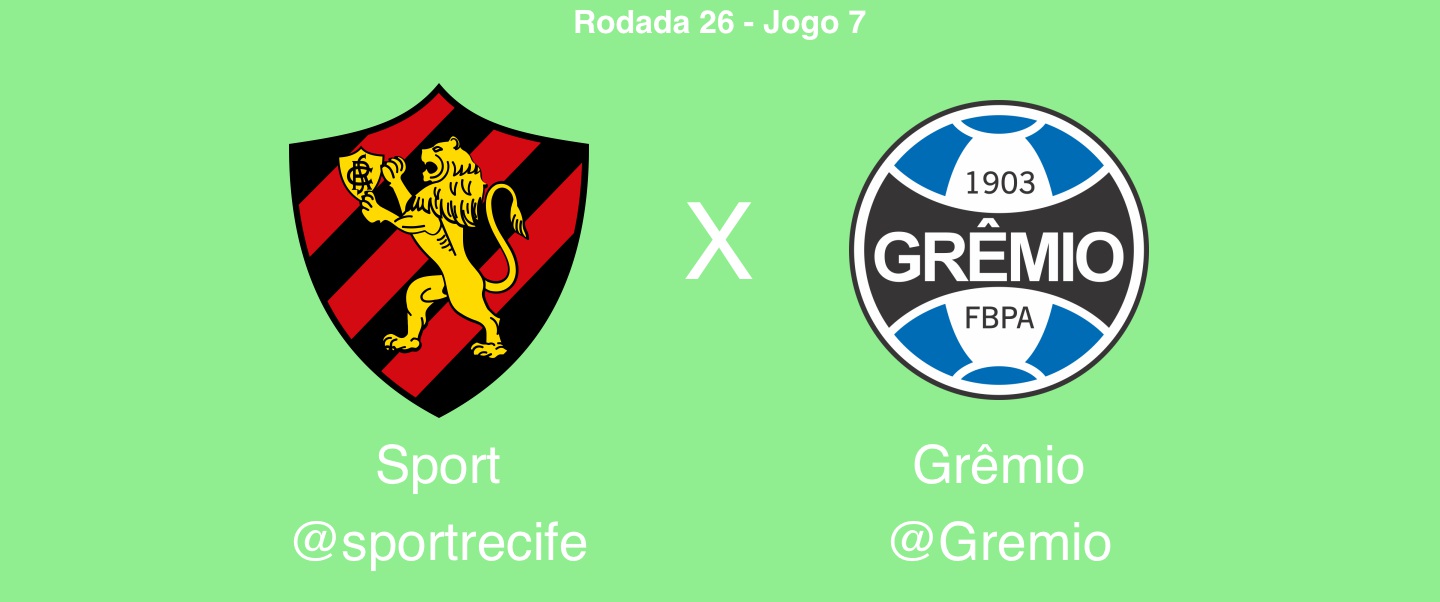 Rodada 26 - Jogo 7
X
1903
GRÊMIO
FBPA
Sport
Grêmio
@sportrecife
@Gremio